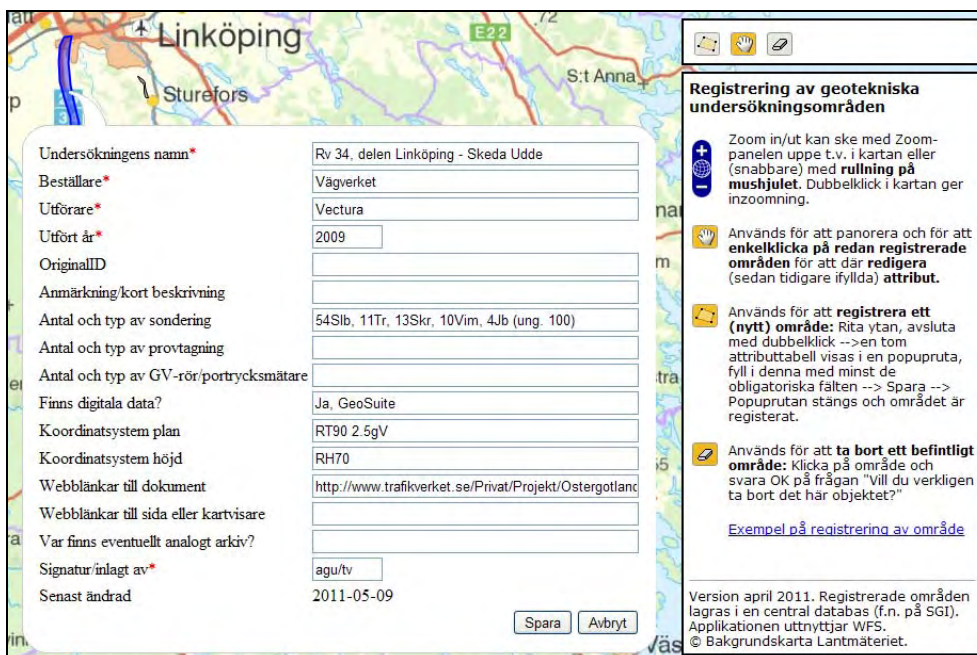 Linköping
E22
72
S:t Anna
Sturefors
Undersökningens namn*
Rv 34, delen Linköping - Skeda Udde
Beställare*
Vägverket
Utförare*
Vectura
Utfört år*
2009
OriginalID
Anmärkning/kort beskrivning
Antal och typ av sondering
54Slb, 11Tr, 13Skr, 10Vim, 4Jb (ung. 100)
Antal och typ av provtagning
Antal och typ av GV-rör/portrycksmätare
Finns digitala data?
Ja, GeoSuite
Koordinatsystem plan
RT90 2.5gV
Koordinatsystem höjd
RH70
Webblänkar till dokument
http://www.trafikverket.se/Privat/Projekt/Ostergotland
Webblänkar till sida eller kartvisare
Var finns eventuellt analogt arkiv?
Signatur/inlagt av*
agu/tv
Senast ändrad
2011-05-09
Spara
Avbryt
Registrering av geotekniska
undersökningsområden
Zoom in/ut kan ske med Zoom-
panelen uppe t.v. i kartan eller
(snabbare) med rullning på
mushjulet. Dubbelklick i kartan ger
inzoomning.
Används för att panorera och för att
enkelklicka på redan registrerade
områden för att där redigera
(sedan tidigare ifyllda) attribut.
Används för att registrera ett
(nytt) område: Rita ytan, avsluta
med dubbelklick -->en tom
attributtabell visas i en popupruta,
fyll i denna med minst de
obligatoriska fälten --> Spara -->
Popuprutan stängs och området är
registerat.
Används för att ta bort ett befintligt
område: Klicka på område och
svara OK på frågan "Vill du verkligen
ta bort det här objektet?"
Exempel på registrering av område
Version april 2011. Registrerade områden
lagras i en central databas (f.n. på SGI).
Applikationen uttnyttjar WFS.
© Bakgrundskarta Lantmäteriet.